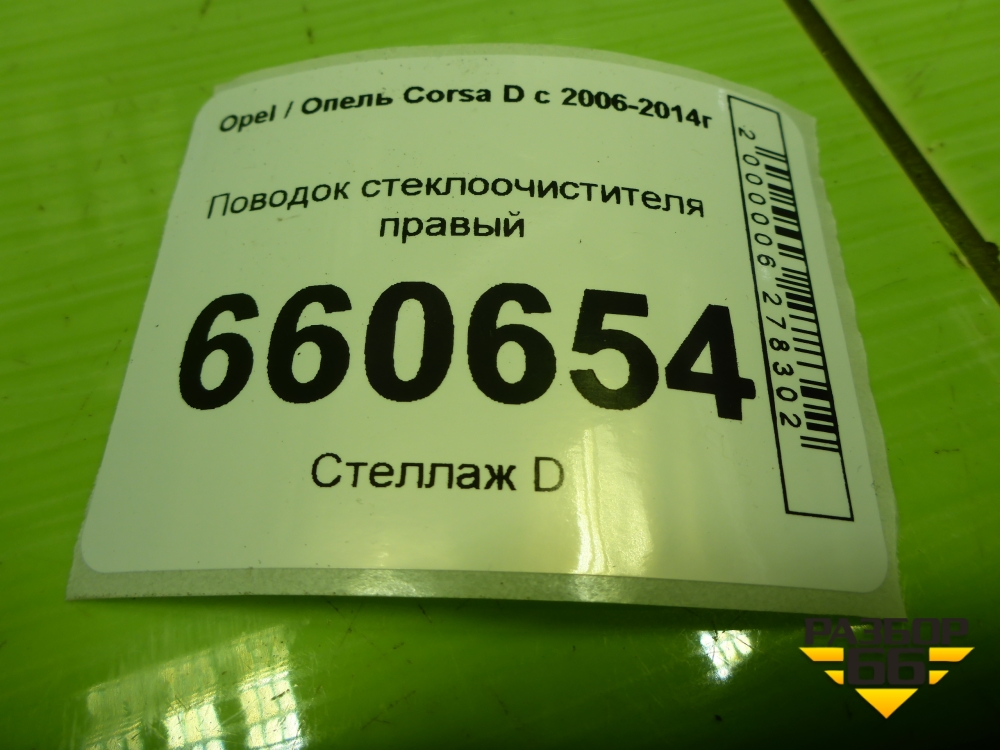 Opel / Опель Corsa D с 2006-2014г
Поводок стеклоочистителя
правый
660654
Стеллаж D
2000006278302
РАЗБОР
66